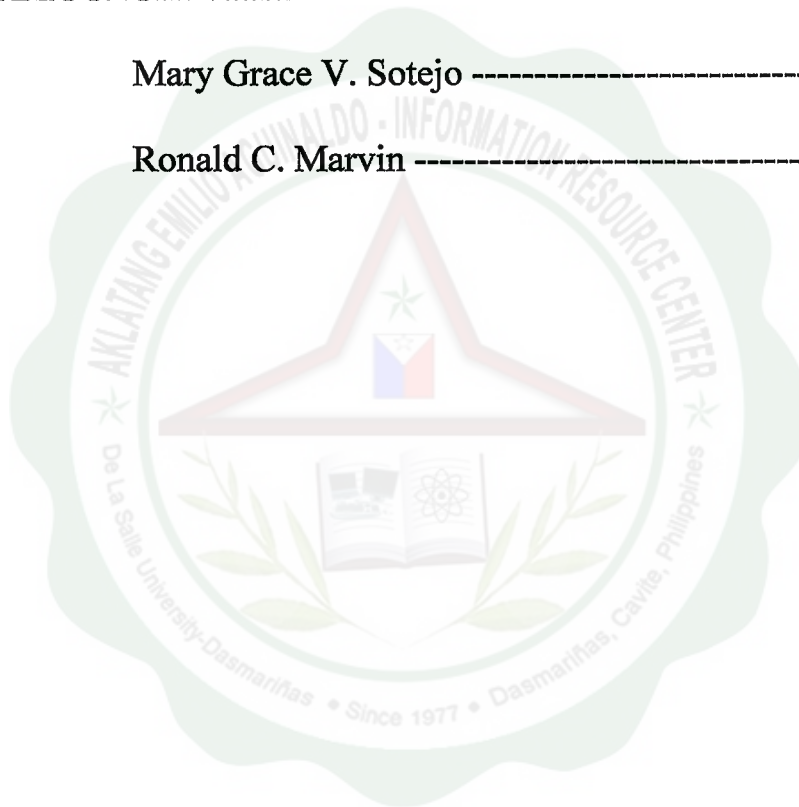 Mary Grace V. Sotejo ---------------------------
Ronald C. Marvin --------------------------------
AKLATANG EMILIO AGUINALDO - INFORMATION RESOURCE CENTER
De La Salle University-Dasmariñas • Since 1977 • Dasmariñas, Cavite, Philippines